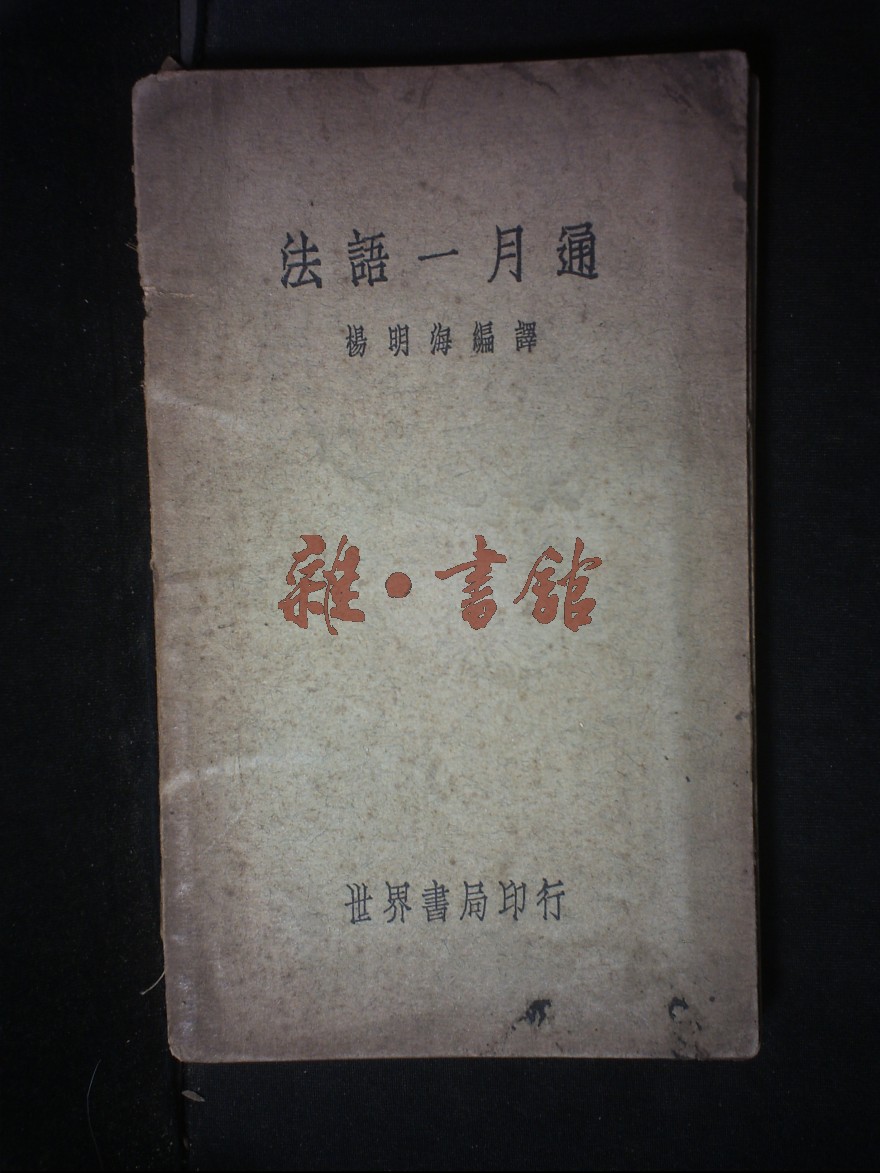 法語一月通
楊明海編譯
雜·書館
世界書局印行